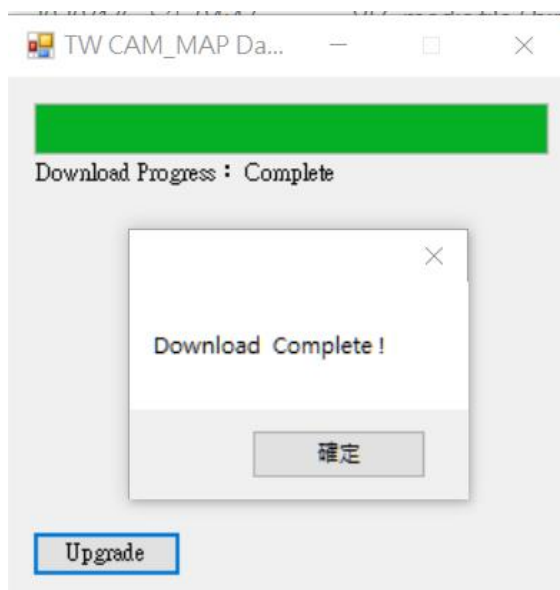 TW CAM_MAP Da...
Download Progress： Complete
Download Complete!
確定
Upgrade